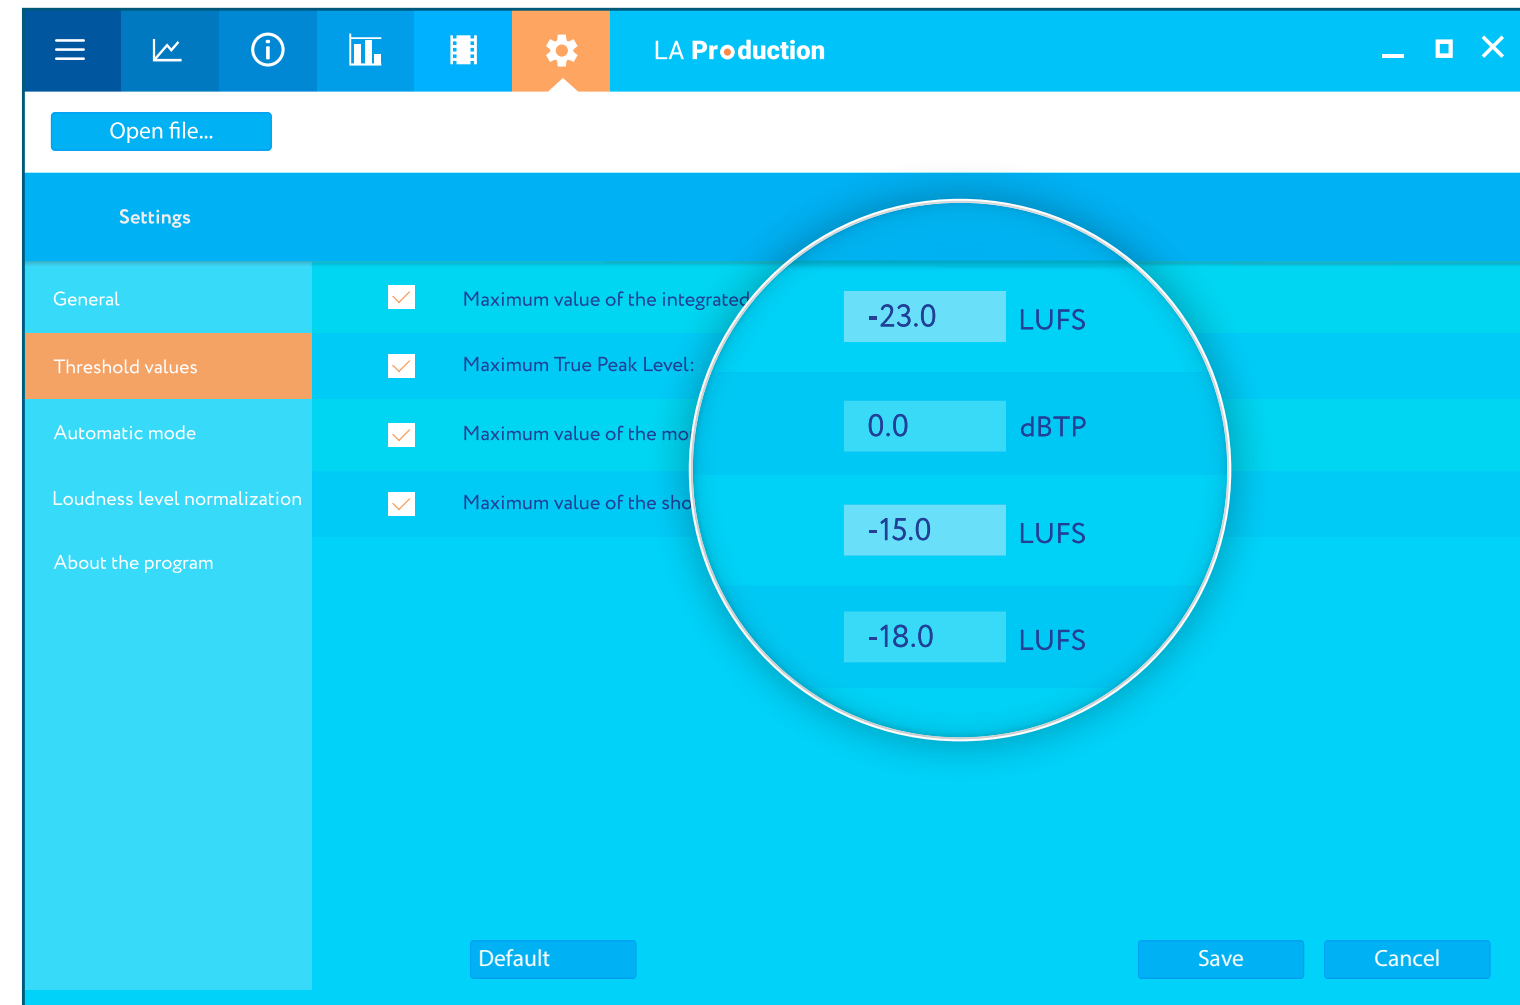 LA Production
Open file...
Settings
General
Threshold values
Automatic mode
Loudness level normalization
About the program
Maximum value of the integrated
-23.0 LUFS
Maximum True Peak Level:
0.0 dBTP
Maximum value of the
-15.0 LUFS
Maximum value of the
-18.0 LUFS
Default
Save
Cancel